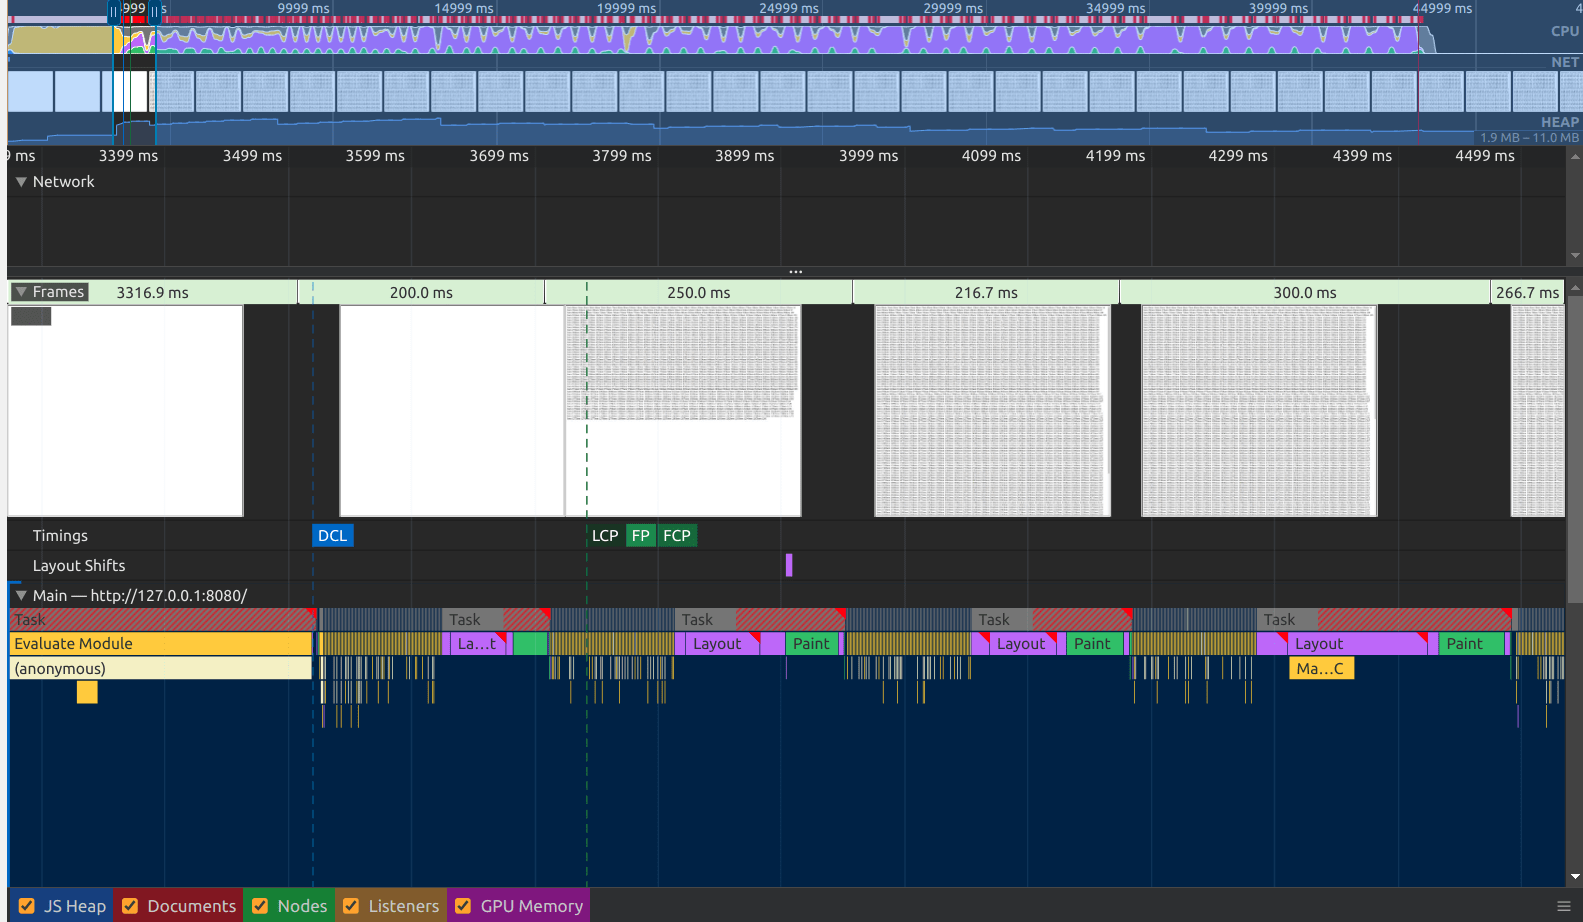 999 s 9999 ms 14999 ms 19999 ms 24999 ms 29999 ms 34999 ms 39999 ms 44999 ms 4
CPU
NET
HEAP
1.9 MB – 11.0 MB
9 ms 3399 ms 3499 ms 3599 ms 3699 ms 3799 ms 3899 ms 3999 ms 4099 ms 4199 ms 4299 ms 4399 ms 4499 ms
Network
...
Frames 3316.9 ms 200.0 ms 250.0 ms 216.7 ms 300.0 ms 266.7 ms
Timings DCL LCP FP FCP
Layout Shifts
Main — http://127.0.0.1:8080/
Task Task Task Task Task
Evaluate Module La...t Layout Paint Layout Paint Layout Paint
(anonymous) Ma...C
JS Heap Documents Nodes Listeners GPU Memory